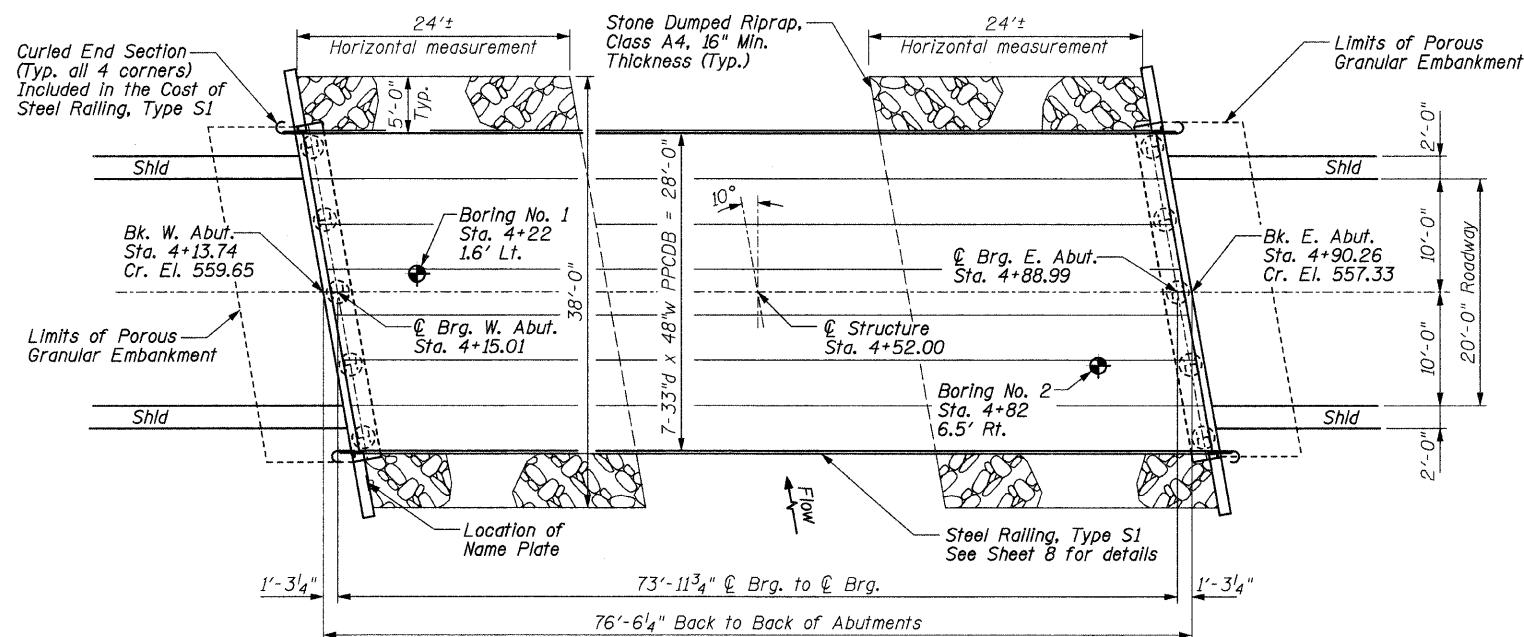 24'±
Horizontal measurement
Stone Dumped Riprap,
Class A4, 16" Min.
Thickness (Typ.)
24'±
Horizontal measurement
Curled End Section
(Typ. all 4 corners)
Included in the Cost of
Steel Railing, Type S1
Limits of Porous
Granular Embankment
5'-0"
Typ.
2'-0"
Shld
Shld
10°
Boring No. 1
Sta. 4+22
1.6' Lt.
Bk. W. Abut.
Sta. 4+13.74
Cr. El. 559.65
℄ Brg. E. Abut.
Sta. 4+88.99
Bk. E. Abut.
Sta. 4+90.26
Cr. El. 557.33
10'-0"
38'-0"
7-33"d x 48"w PPCDB = 28'-0"
20'-0" Roadway
Limits of Porous
Granular Embankment
℄ Brg. W. Abut.
Sta. 4+15.01
℄ Structure
Sta. 4+52.00
10'-0"
Boring No. 2
Sta. 4+82
6.5' Rt.
Shld
Shld
2'-0"
Flow
Location of
Name Plate
Steel Railing, Type S1
See Sheet 8 for details
1'-3¼"
73'-11¾" ℄ Brg. to ℄ Brg.
1'-3¼"
76'-6¼" Back to Back of Abutments